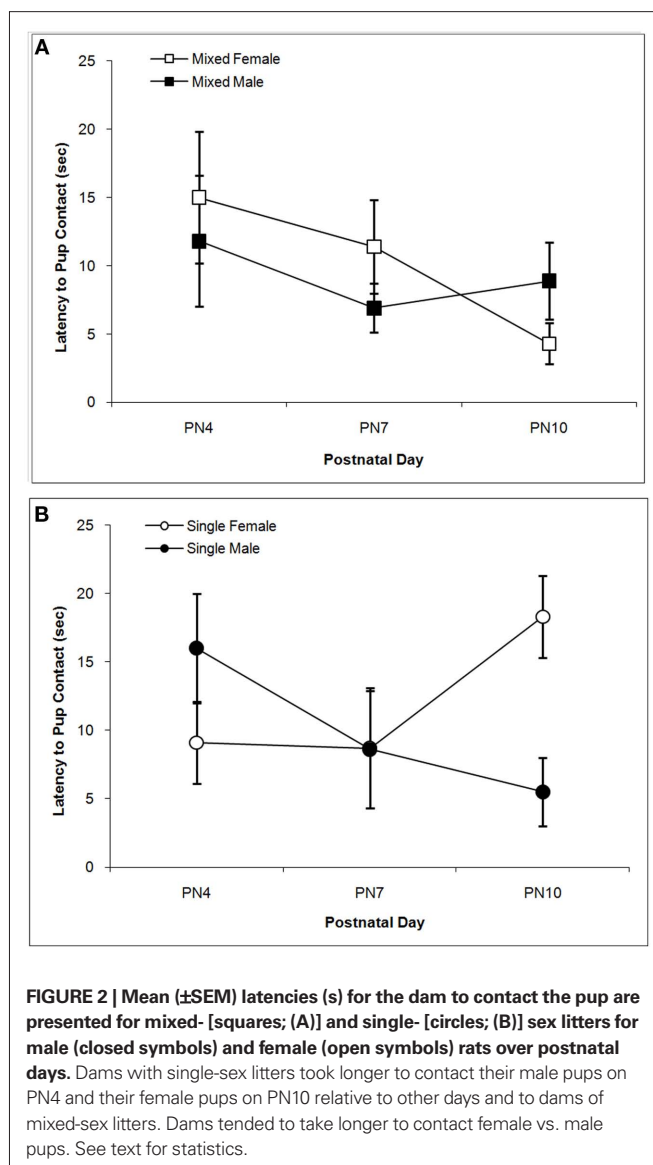 A
Mixed Female
Mixed Male
25
20
15
10
5
0
Latency to Pup Contact (sec)
PN4 PN7 PN10
Postnatal Day
B
Single Female
Single Male
25
20
15
10
5
0
Latency to Pup Contact (sec)
PN4 PN7 PN10
Postnatal Day
FIGURE 2 | Mean (±SEM) latencies (s) for the dam to contact the pup are
presented for mixed- [squares; (A)] and single- [circles; (B)] sex litters for
male (closed symbols) and female (open symbols) rats over postnatal
days. Dams with single-sex litters took longer to contact their male pups on
PN4 and their female pups on PN10 relative to other days and to dams of
mixed-sex litters. Dams tended to take longer to contact female vs. male
pups. See text for statistics.